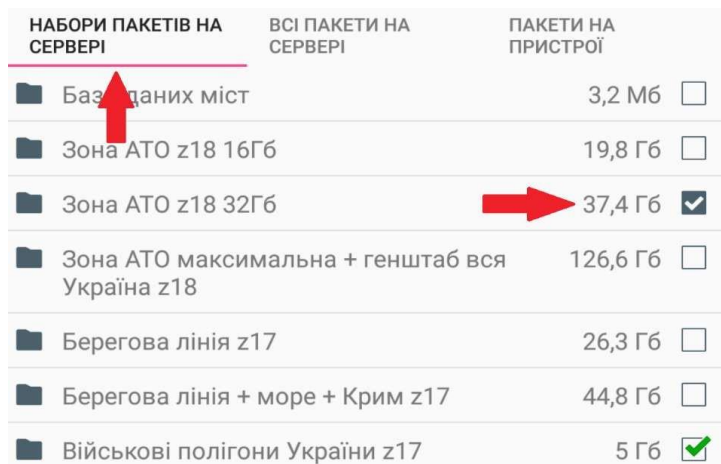 НАБОРИ ПАКЕТІВ НА СЕРВЕРІ
ВСІ ПАКЕТИ НА СЕРВЕРІ
ПАКЕТИ НА ПРИСТРОЇ
База даних міст 3,2 Мб
Зона АТО z18 16Гб 19,8 Гб
Зона АТО z18 32Гб 37,4 Гб
Зона АТО максимальна + генштаб вся 126,6 Гб
Україна z18
Берегова лінія z17 26,3 Гб
Берегова лінія + море + Крим z17 44,8 Гб
Військові полігони України z17 5 Гб